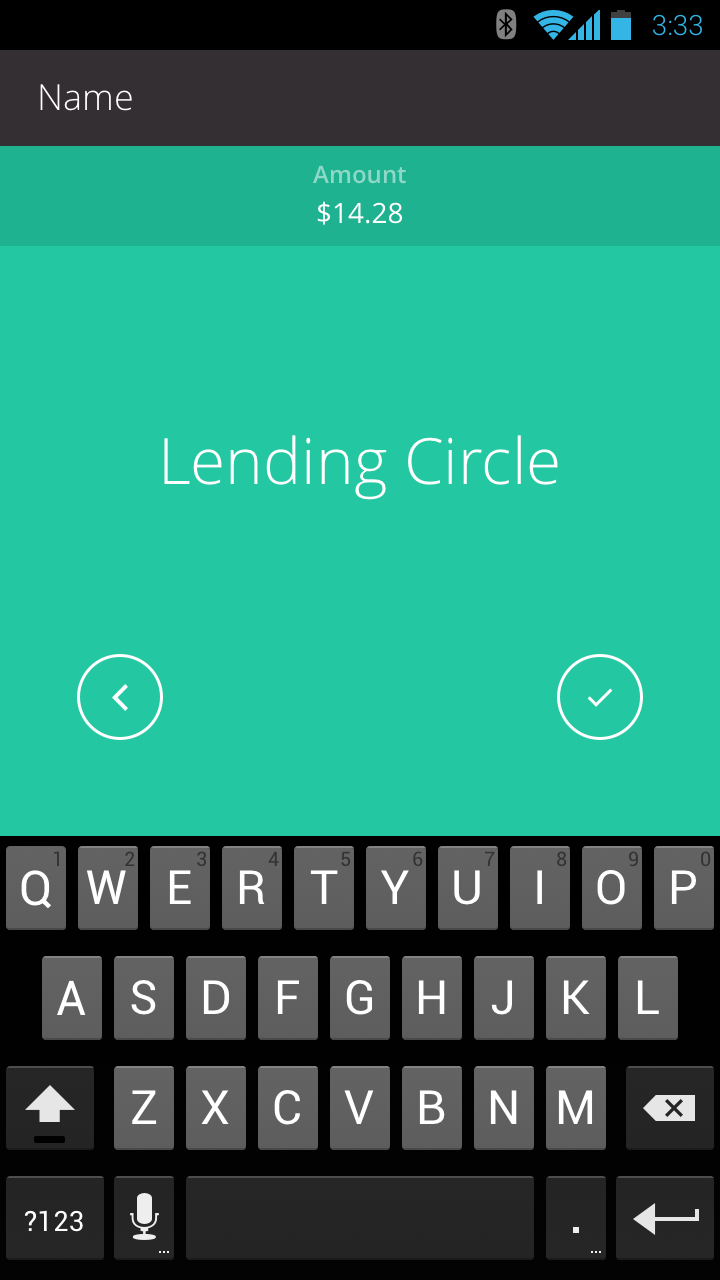 3:33
Name
Amount
$14.28
Lending Circle
1 2 3 4 5 6 7 8 9 0
Q W E R T Y U I O P
A S D F G H J K L
Z X C V B N M
?123 .